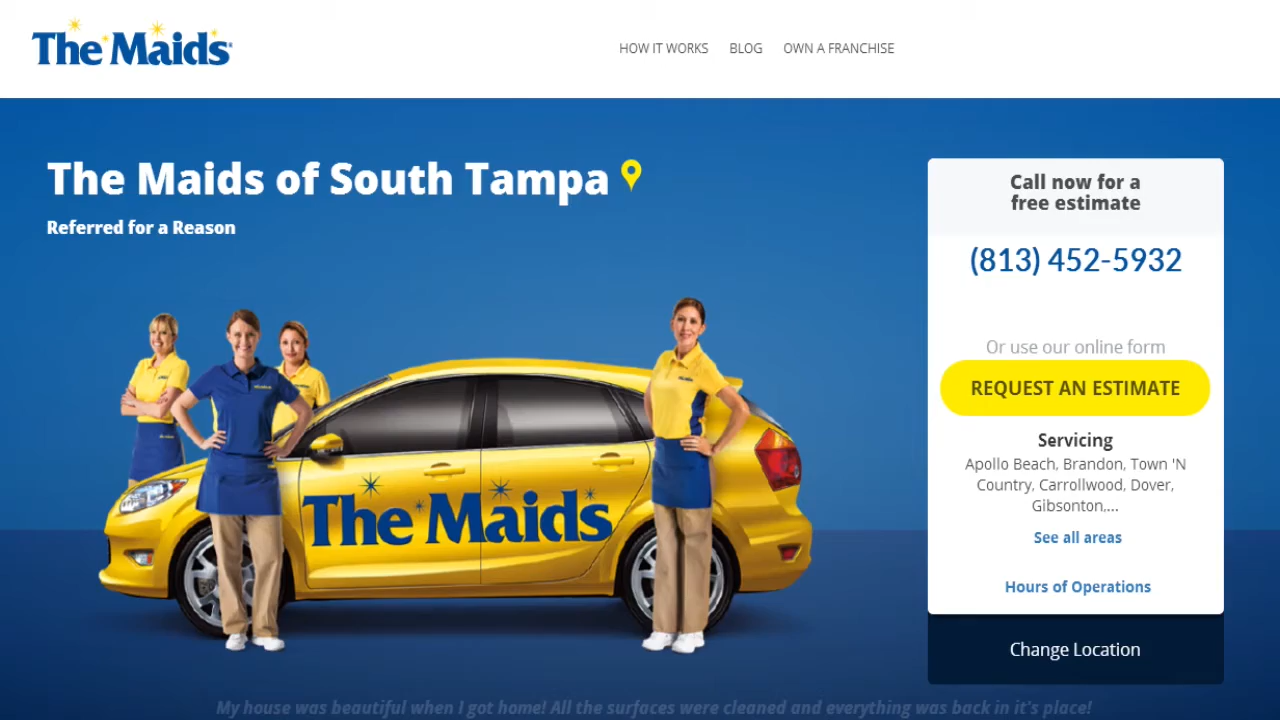 The Maids
HOW IT WORKS
BLOG
OWN A FRANCHISE
The Maids of South Tampa
Referred for a Reason
The Maids
Call now for a
free estimate
(813) 452-5932
Or use our online form
REQUEST AN ESTIMATE
Servicing
Apollo Beach, Brandon, Town 'N
Country, Carrollwood, Dover,
Gibsonton,...
See all areas
Hours of Operations
Change Location
My house was beautiful when I got home! All the surfaces were cleaned and everything was back in it's place!